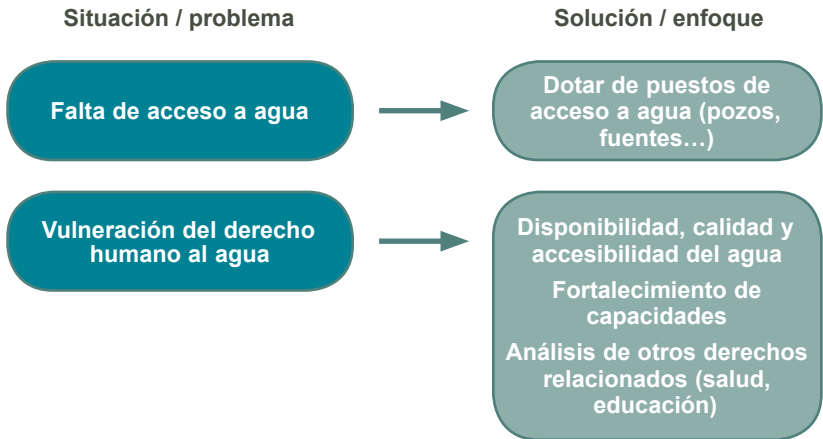 Situación / problema
Solución / enfoque
Falta de acceso a agua
Dotar de puestos de
acceso a agua (pozos,
fuentes…)
Vulneración del derecho
humano al agua
Disponibilidad, calidad y
accesibilidad del agua
Fortalecimiento de
capacidades
Análisis de otros derechos
relacionados (salud,
educación)